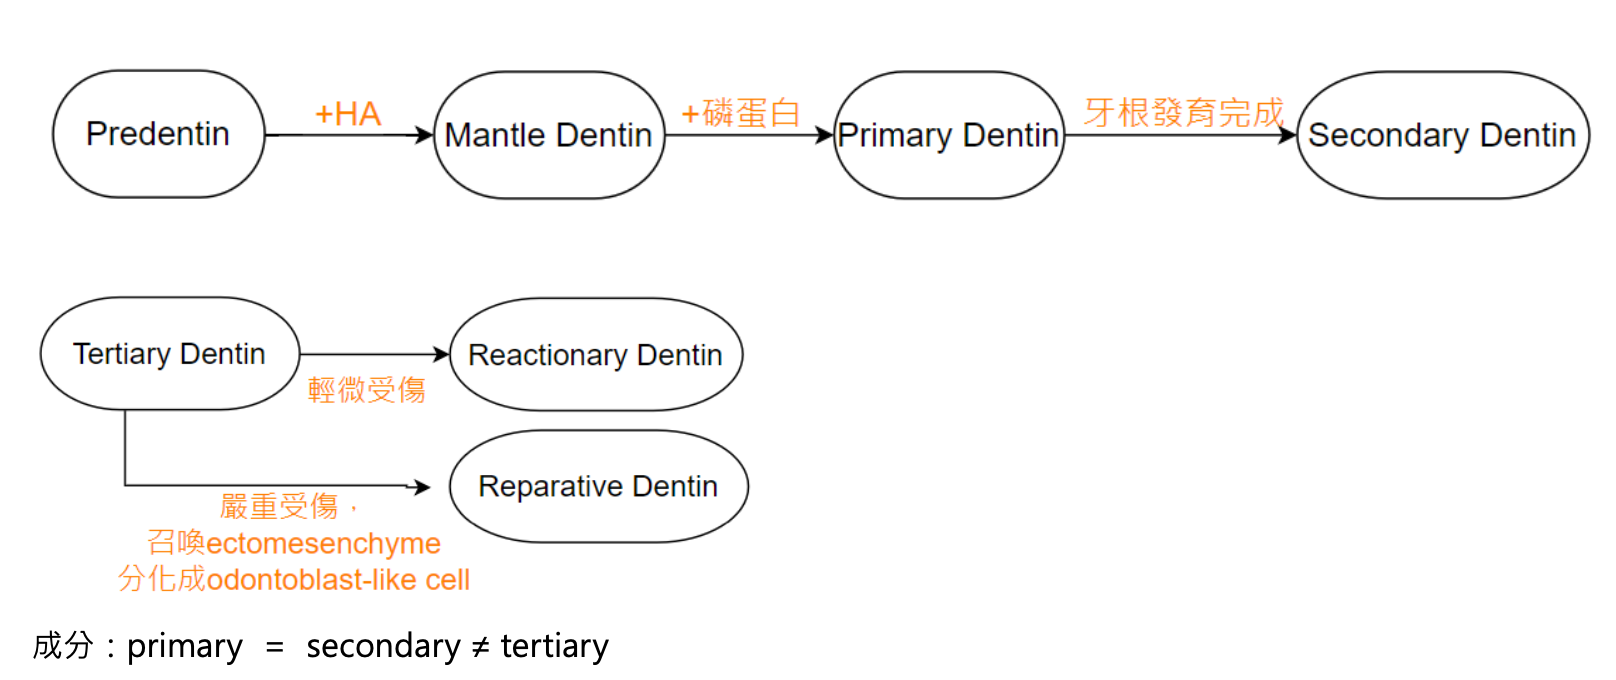 Predentin
+HA
Mantle Dentin
+磷蛋白
Primary Dentin
牙根發育完成
Secondary Dentin
Tertiary Dentin
輕微受傷
Reactionary Dentin
嚴重受傷，
召喚ectomesenchyme
分化成odontoblast-like cell
Reparative Dentin
成分：primary = secondary ≠ tertiary